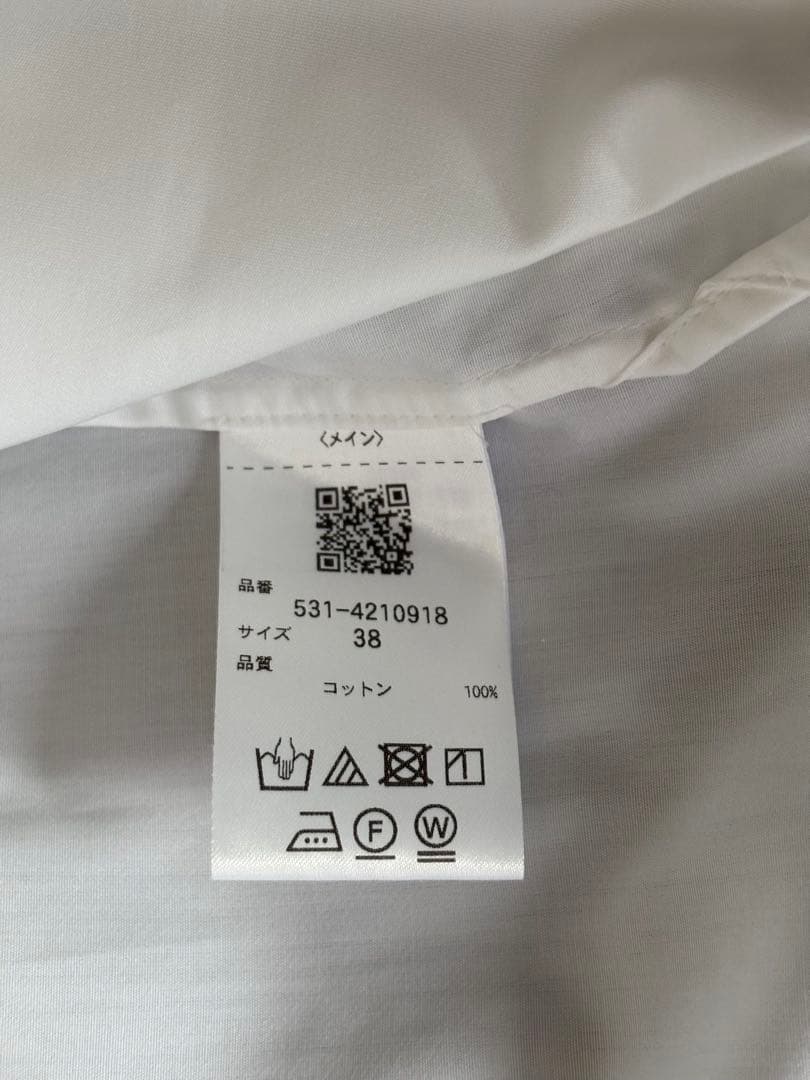 〈メイン〉
品番
531-4210918
サイズ 38
品質
コットン 100%
F W